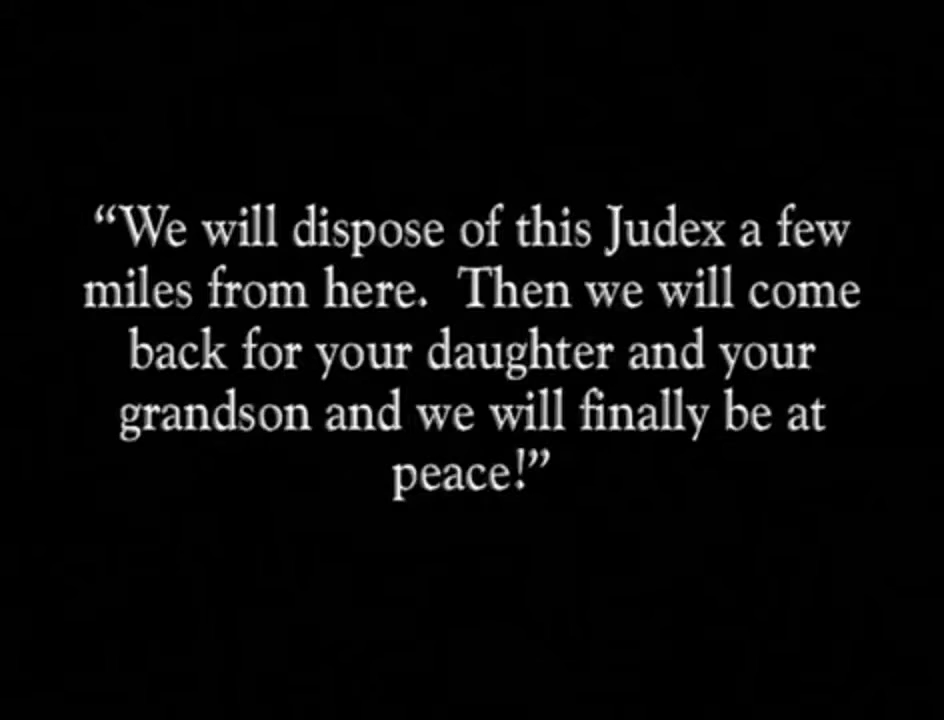 “We will dispose of this Judex a few
miles from here.  Then we will come
back for your daughter and your
grandson and we will finally be at
peace!”